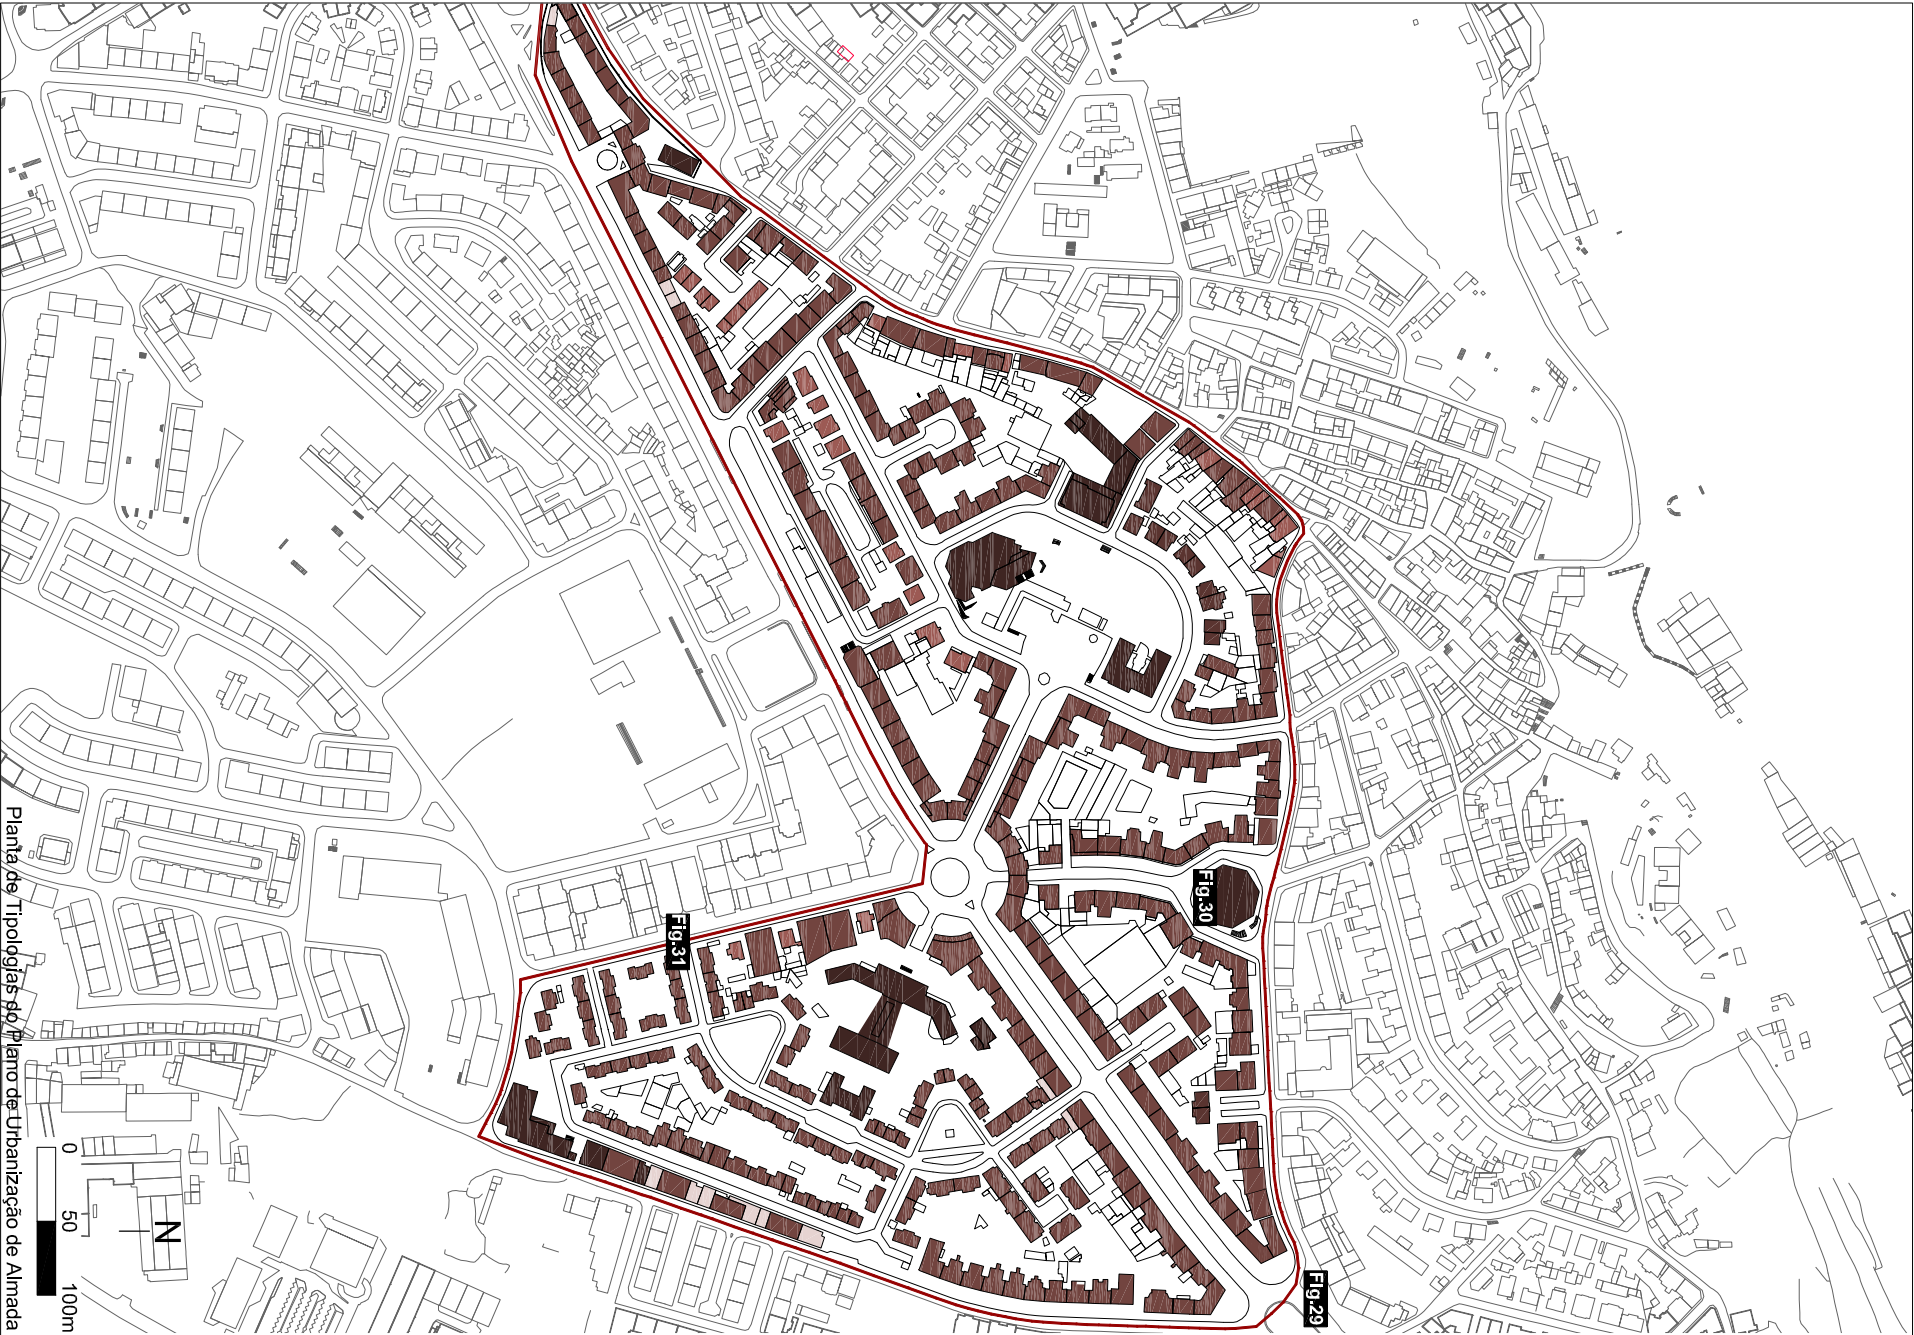 Fig.30
Fig.31
Fig.29
Planta de Tipologias do Plano de Urbanização de Almada
0 50 100m
N